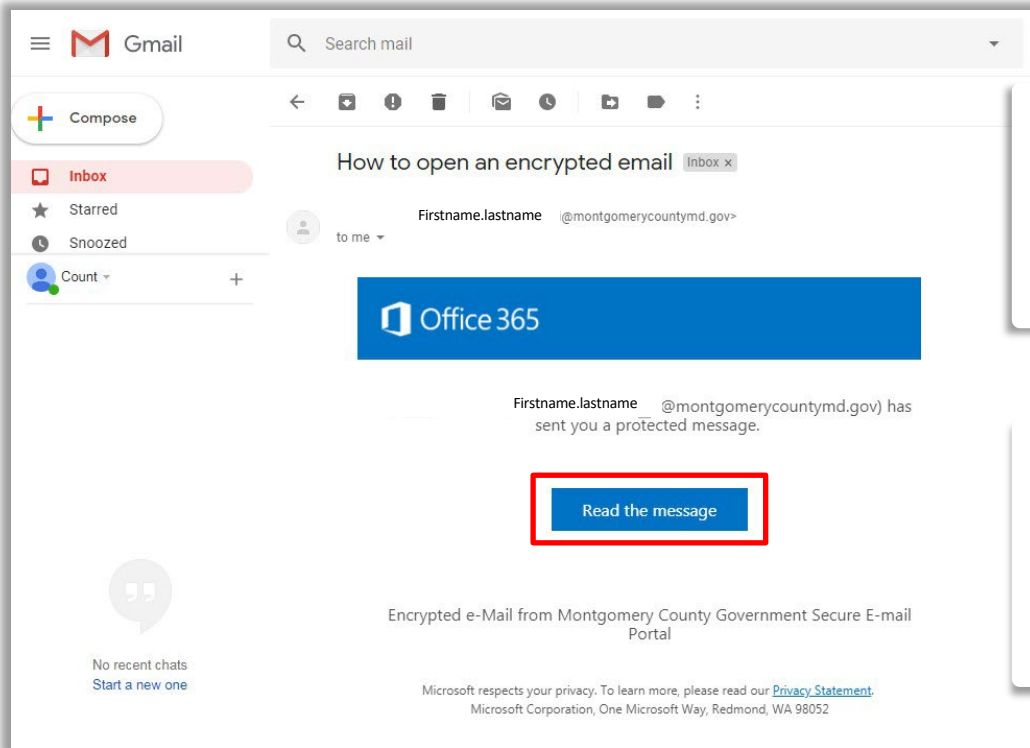 Gmail
Search mail
Compose
Inbox
Starred
Snoozed
Count
How to open an encrypted email Inbox x
Firstname.lastname @montgomerycountymd.gov>
to me
Office 365
Firstname.lastname @montgomerycountymd.gov) has
sent you a protected message.
Read the message
Encrypted e-Mail from Montgomery County Government Secure E-mail
Portal
No recent chats
Start a new one
Microsoft respects your privacy. To learn more, please read our Privacy Statement.
Microsoft Corporation, One Microsoft Way, Redmond, WA 98052